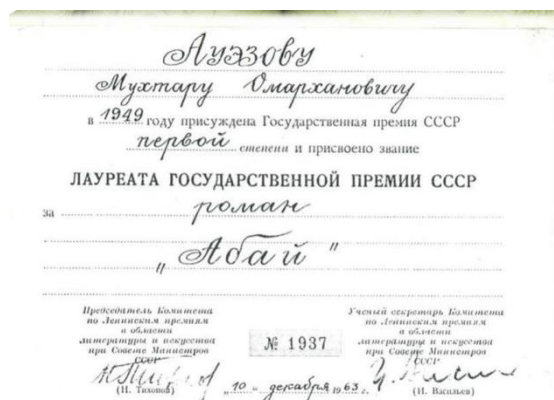 Ауэзову
Мухтару Омархановичу
в 1949 году присуждена Государственная премия СССР
первой степени и присвоено звание
ЛАУРЕАТА ГОСУДАРСТВЕННОЙ ПРЕМИИ СССР
за роман
„Абай"
Председатель Комитета
по Ленинским премиям
в области
литературы и искусства
при Совете Министров
СССР
(Н. Тихонов)
№ 1937
„10" декабря 1963 г.
Ученый секретарь Комитета
по Ленинским премиям
в области
литературы и искусства
при Совете Министров
СССР
(И. Васильев)